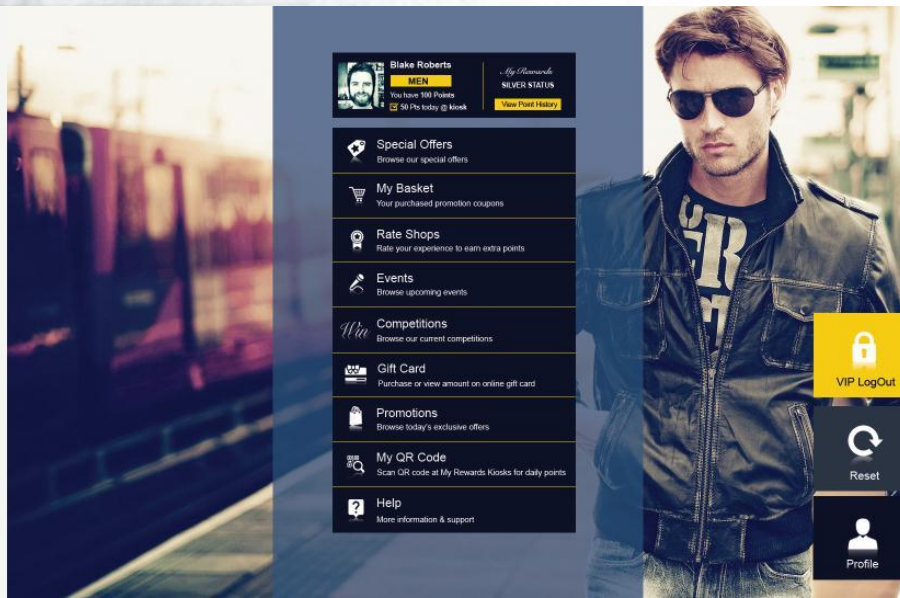 Blake Roberts
MEN
You have 100 Points
50 Pts today @ kiosk
My Rewards
SILVER STATUS
View Point History
Special Offers
Browse our special offers
My Basket
Your purchased promotion coupons
Rate Shops
Rate your experience to earn extra points
Events
Browse upcoming events
Win
Competitions
Browse our current competitions
Gift Card
Purchase or view amount on online gift card
Promotions
Browse today's exclusive offers
My QR Code
Scan QR code at My Rewards Kiosks for daily points
Help
More information & support
VIP LogOut
Reset
Profile